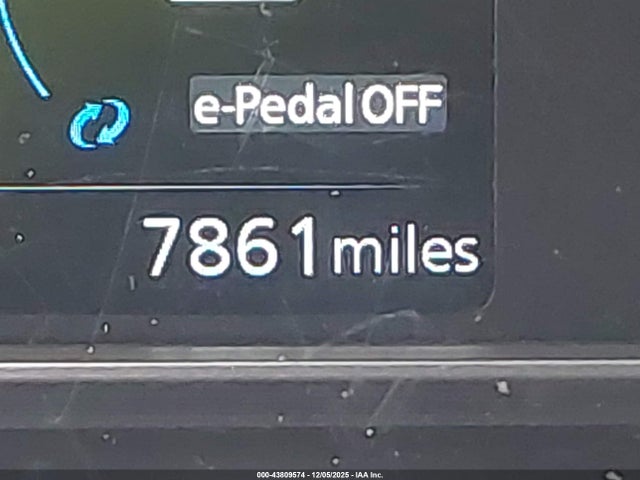 e-Pedal OFF
7861 miles
000-43809574 - 12/05/2025 - IAA Inc.